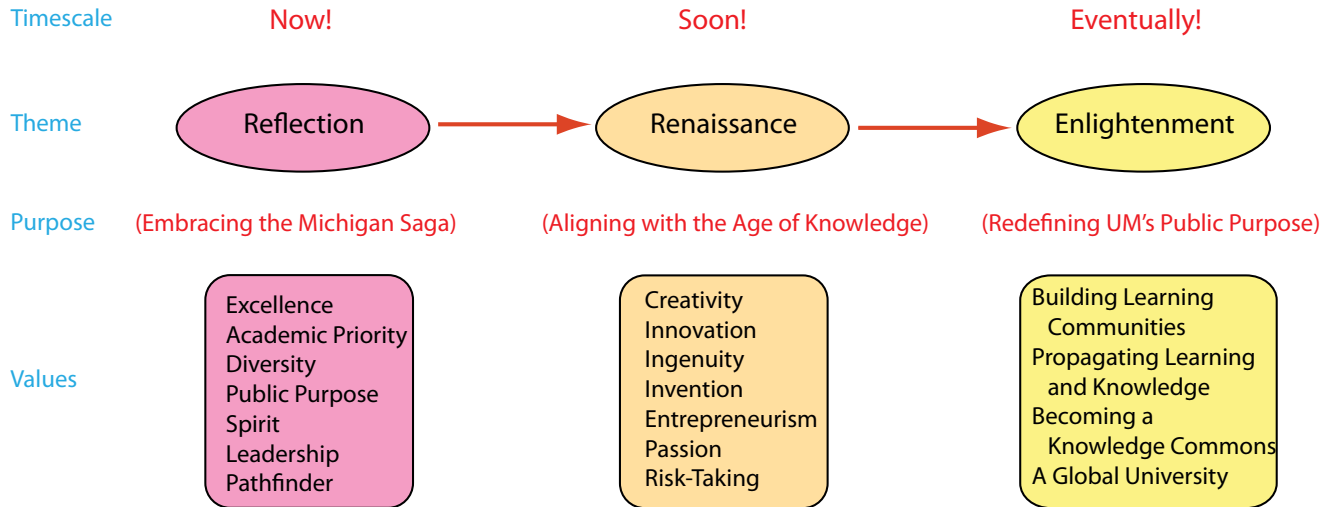 Timescale Now! Soon! Eventually!
Theme Reflection Renaissance Enlightenment
Purpose (Embracing the Michigan Saga) (Aligning with the Age of Knowledge) (Redefining UM's Public Purpose)
Values
Excellence
Academic Priority
Diversity
Public Purpose
Spirit
Leadership
Pathfinder
Creativity
Innovation
Ingenuity
Invention
Entrepreneurism
Passion
Risk-Taking
Building Learning
Communities
Propagating Learning
and Knowledge
Becoming a
Knowledge Commons
A Global University